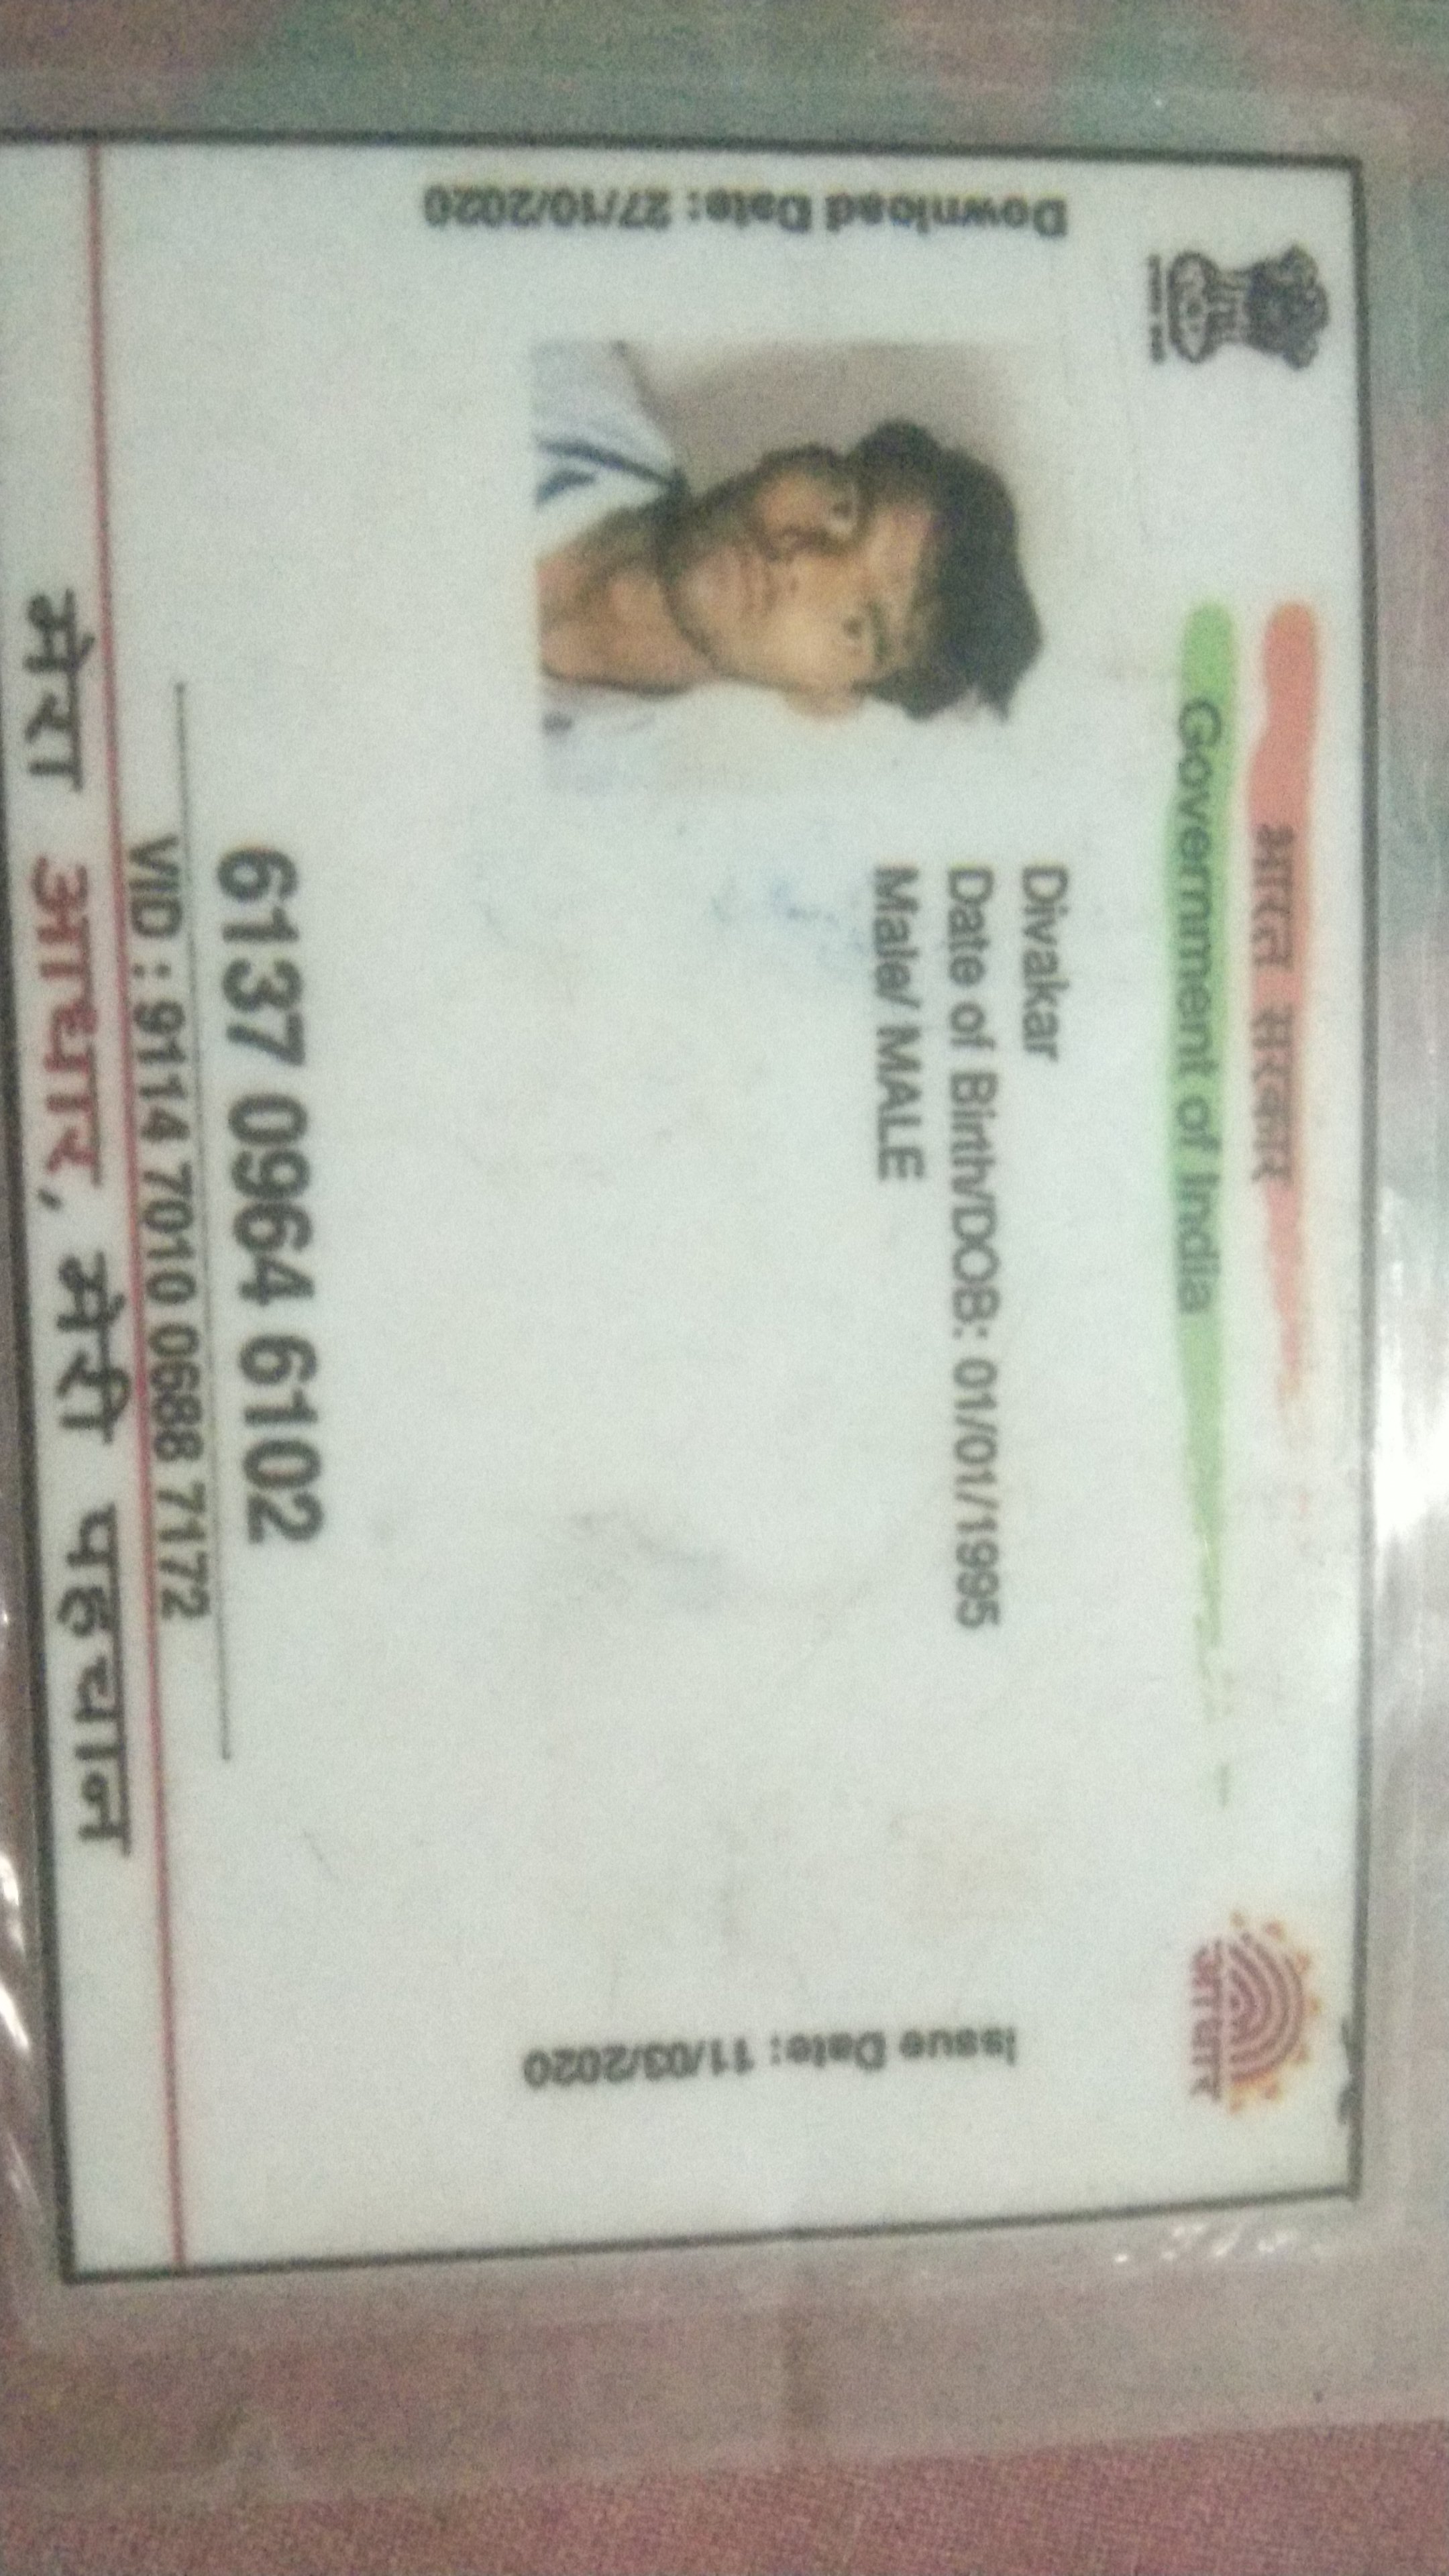 भारत सरकार
Government of India
Download Date: 27/10/2020
Divakar
Date of Birth/DOB: 01/01/1995
Male/ MALE
Issue Date: 11/03/2020
आधार
6137 0964 6102
VID : 9114 7010 0688 7172
मेरा आधार, मेरी पहचान